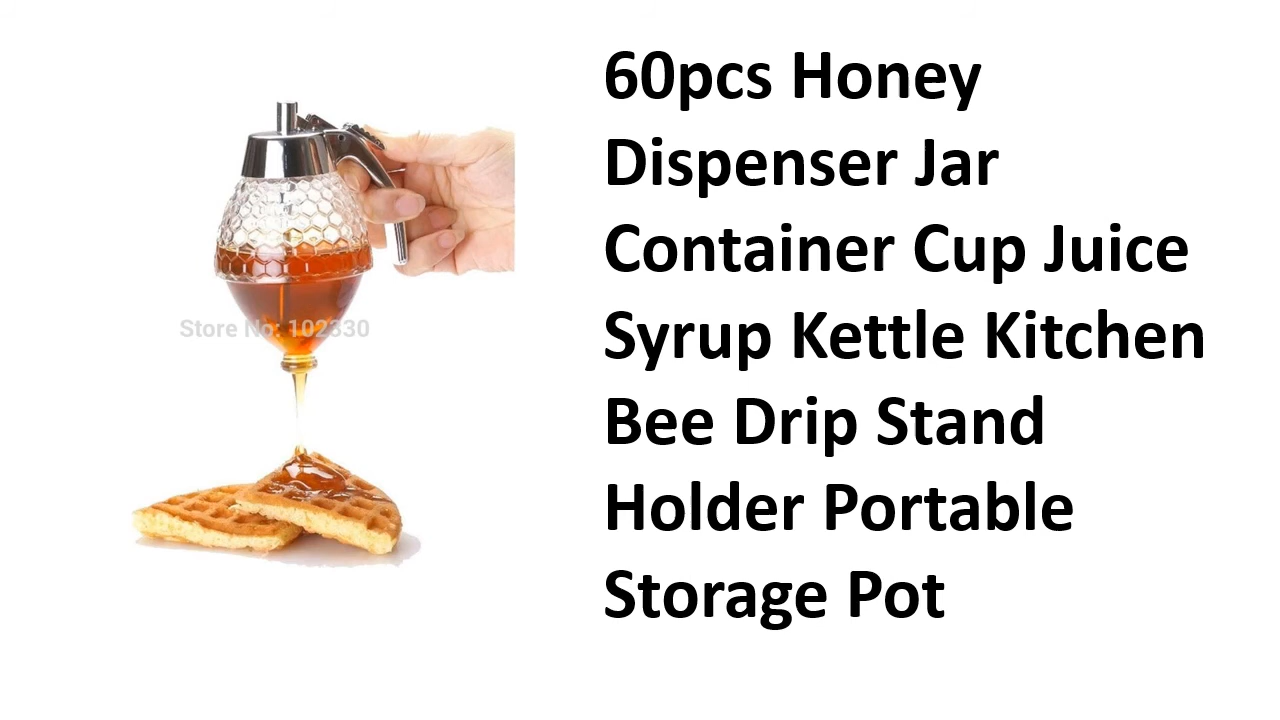 60pcs Honey
Dispenser Jar
Container Cup Juice
Syrup Kettle Kitchen
Bee Drip Stand
Holder Portable
Storage Pot
Store No: 102330